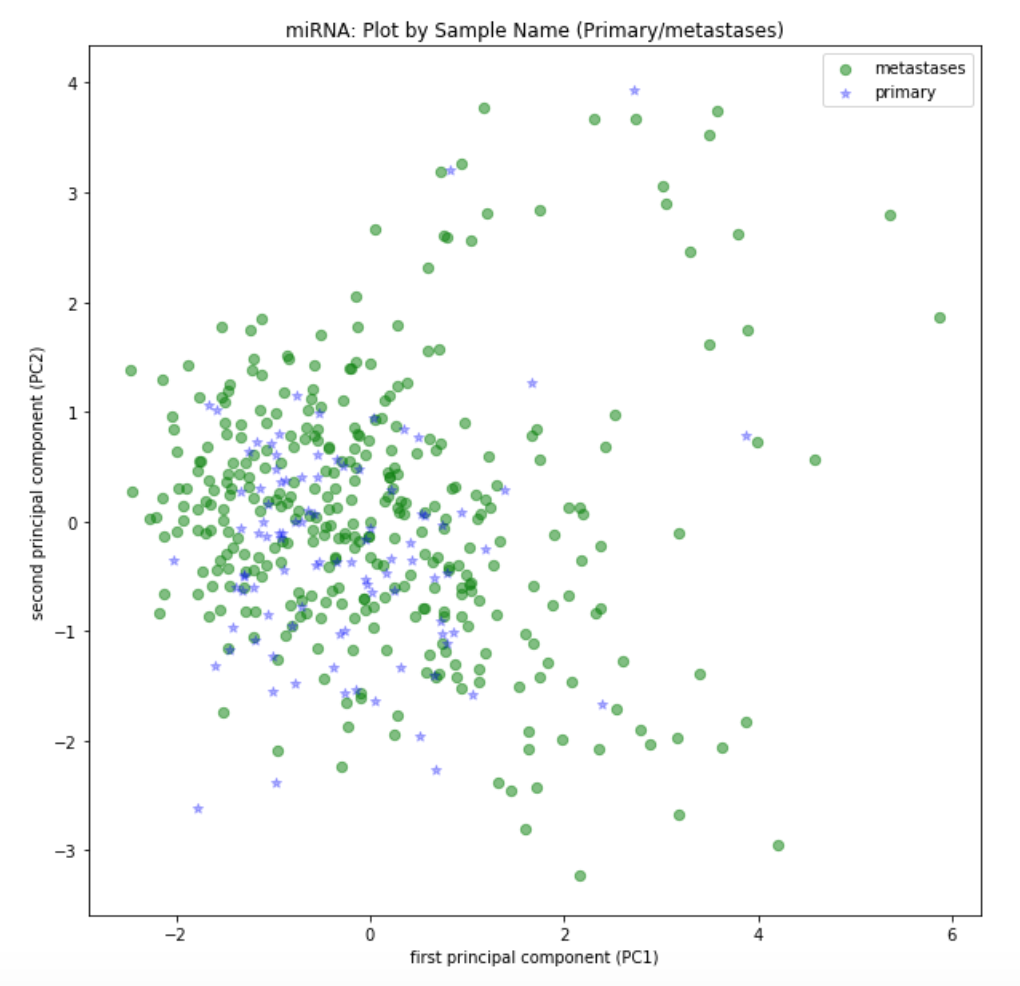 miRNA: Plot by Sample Name (Primary/metastases)
metastases
primary
4
3
2
1
0
−1
−2
−3
second principal component (PC2)
−2 0 2 4 6
first principal component (PC1)